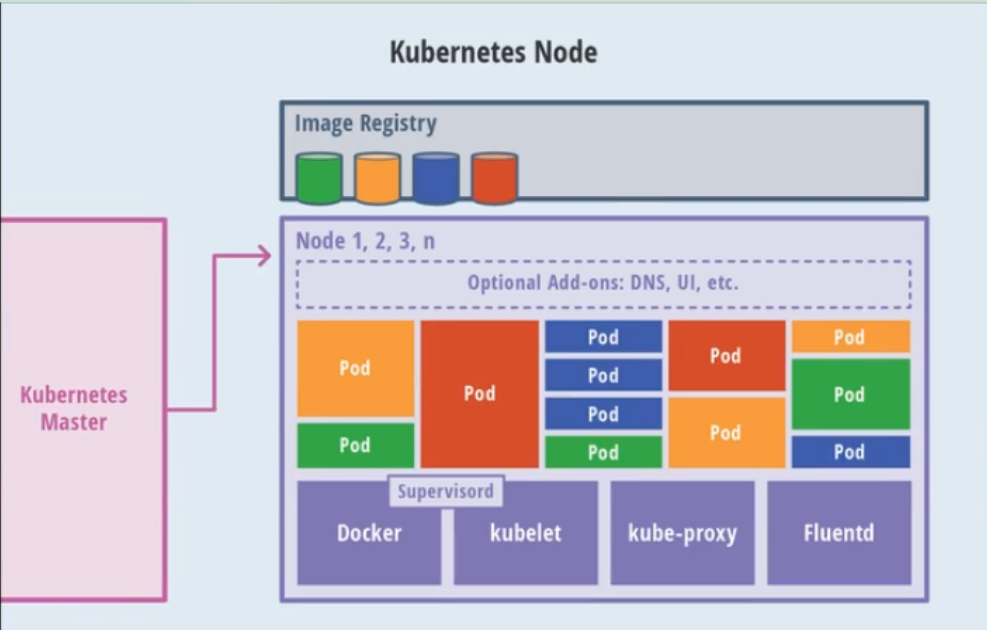 Kubernetes Node
Image Registry
Kubernetes
Master
Node 1, 2, 3, n
Optional Add-ons: DNS, UI, etc.
Pod
Pod
Pod
Pod
Pod
Pod
Pod
Pod
Pod
Pod
Pod
Pod
Supervisord
Docker
kubelet
kube-proxy
Fluentd